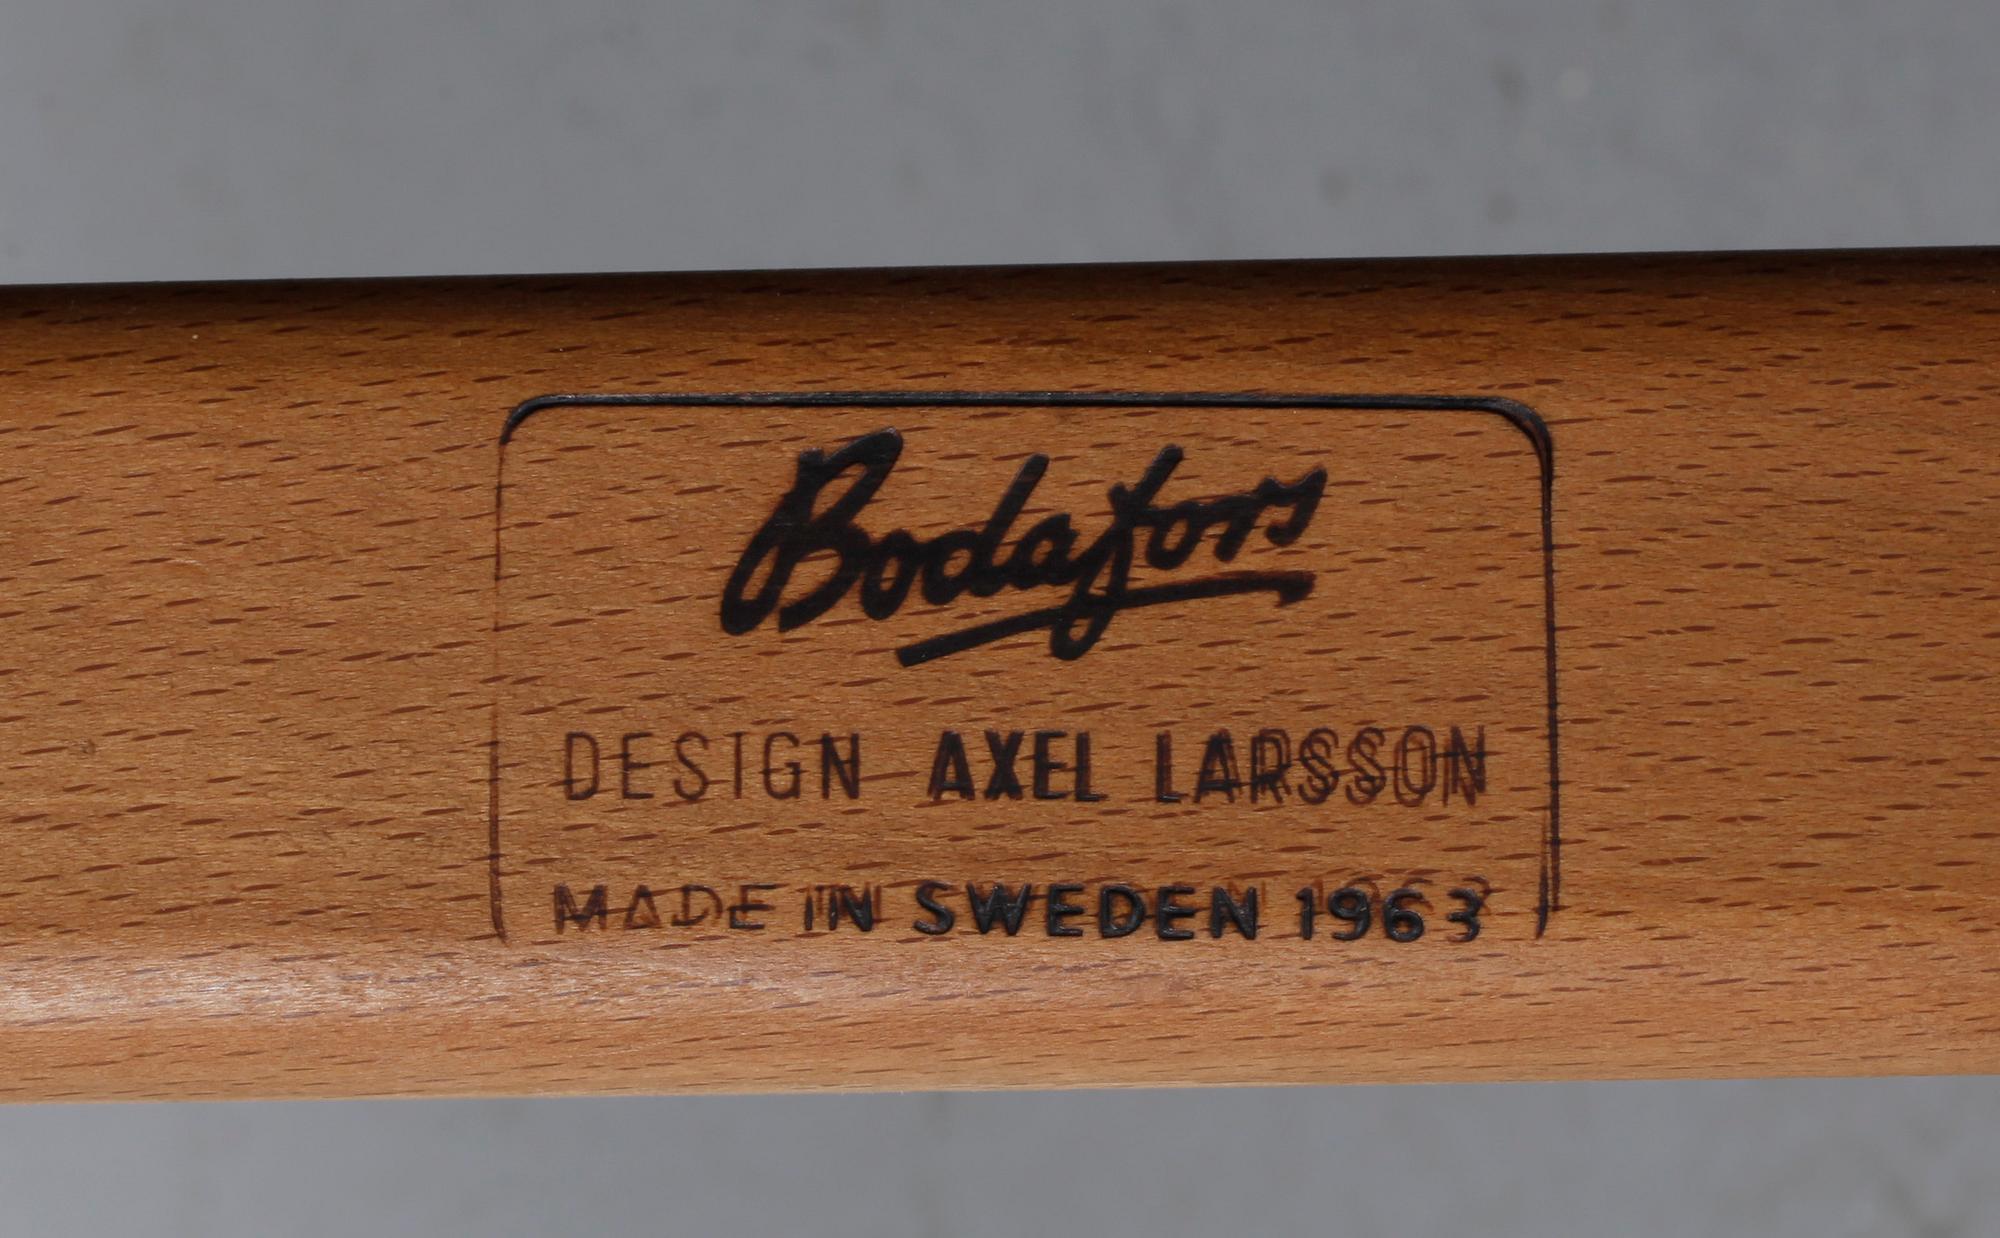 Bodafors
DESIGN AXEL LARSSON
MADE IN SWEDEN 1963